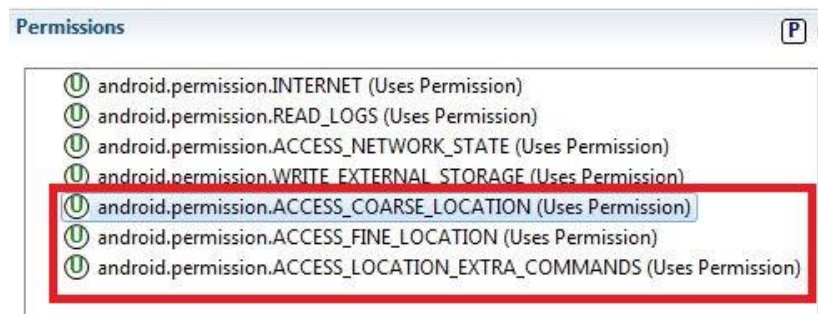 Permissions
P
U android.permission.INTERNET (Uses Permission)
U android.permission.READ_LOGS (Uses Permission)
U android.permission.ACCESS_NETWORK_STATE (Uses Permission)
U android.permission.WRITE_EXTERNAL_STORAGE (Uses Permission)
U android.permission.ACCESS_COARSE_LOCATION (Uses Permission)
U android.permission.ACCESS_FINE_LOCATION (Uses Permission)
U android.permission.ACCESS_LOCATION_EXTRA_COMMANDS (Uses Permission)